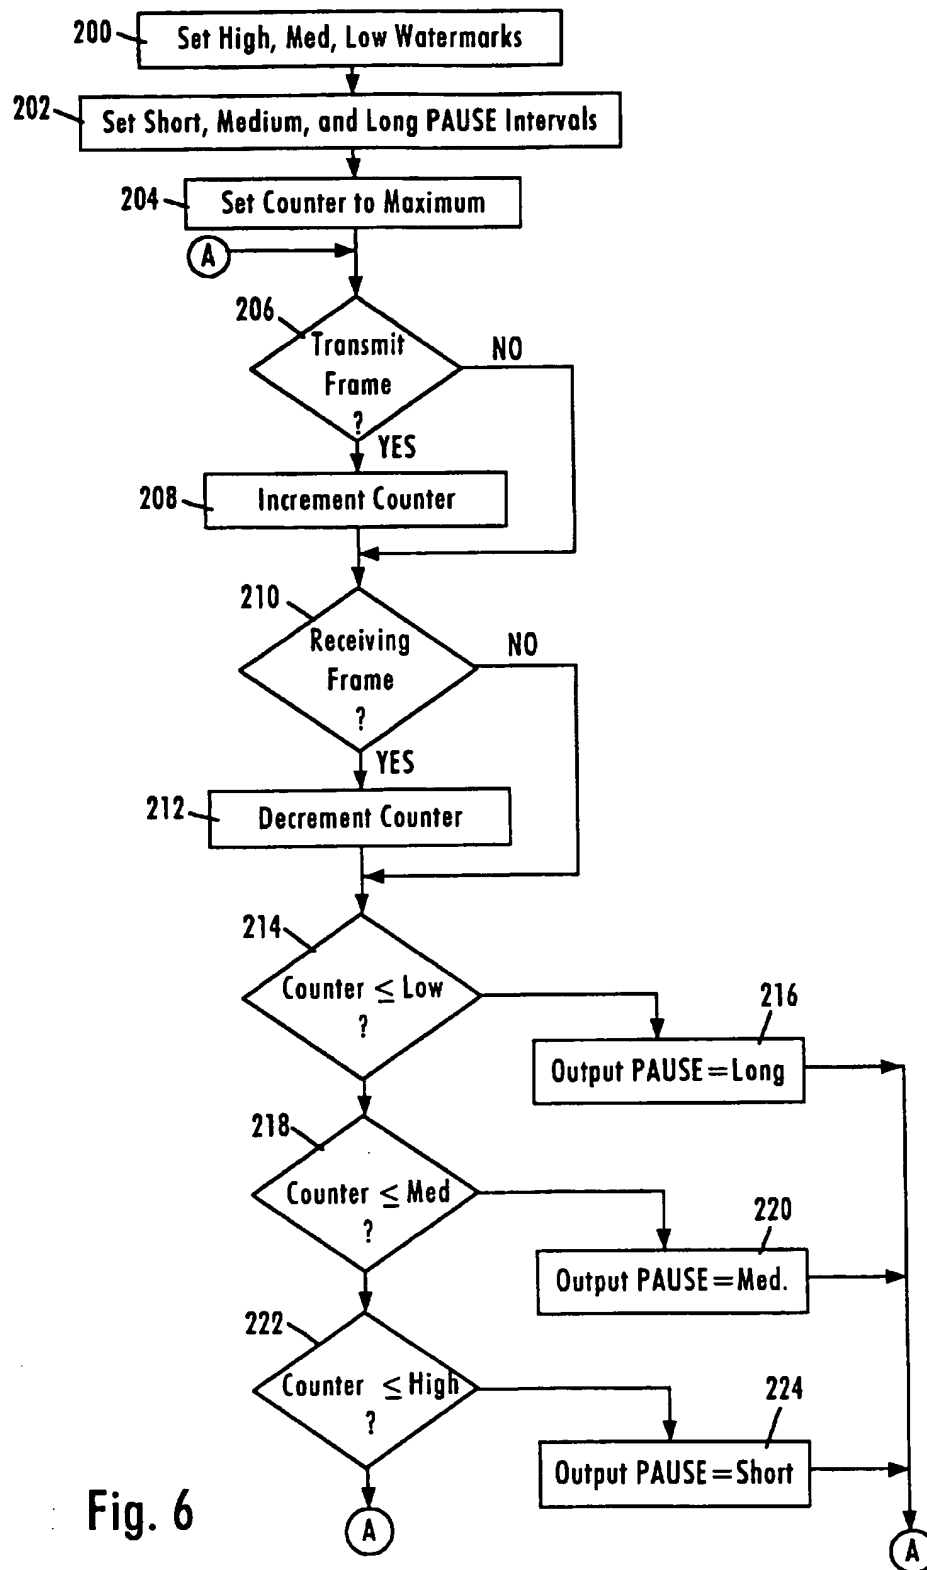 200
Set High, Med, Low Watermarks
202
Set Short, Medium, and Long PAUSE Intervals
204
Set Counter to Maximum
A
206
Transmit
Frame
?
NO
YES
208
Increment Counter
210
Receiving
Frame
?
NO
YES
212
Decrement Counter
214
Counter ≤ Low
?
216
Output PAUSE=Long
218
Counter ≤ Med
?
220
Output PAUSE=Med.
222
Counter ≤ High
?
224
Output PAUSE=Short
Fig. 6
A
A